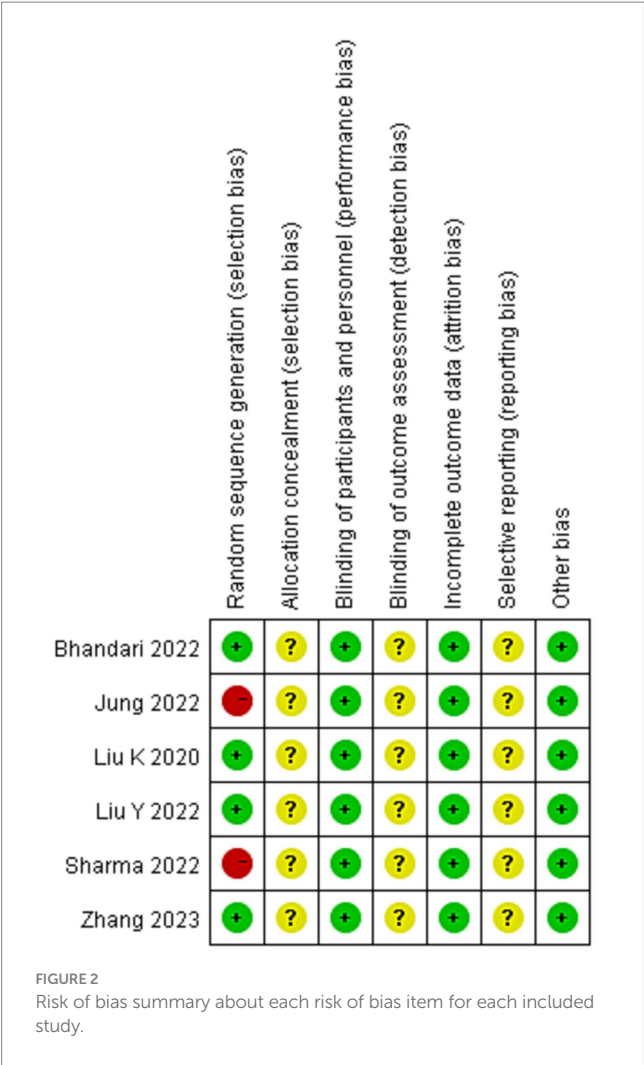 Random sequence generation (selection bias)
Allocation concealment (selection bias)
Blinding of participants and personnel (performance bias)
Blinding of outcome assessment (detection bias)
Incomplete outcome data (attrition bias)
Selective reporting (reporting bias)
Other bias
Bhandari 2022 + ? + ? + ? +
Jung 2022 - ? + ? + ? +
Liu K 2020 + ? + ? + ? +
Liu Y 2022 + ? + ? + ? +
Sharma 2022 - ? + ? + ? +
Zhang 2023 + ? + ? + ? +
FIGURE 2
Risk of bias summary about each risk of bias item for each included
study.